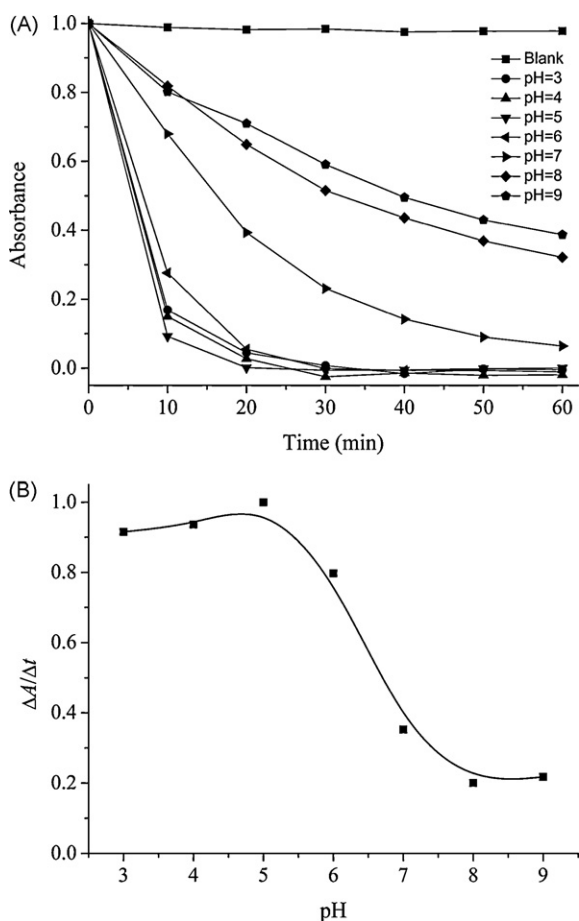 (A)
1.0
0.8
0.6
0.4
0.2
0.0
Absorbance
Blank
pH=3
pH=4
pH=5
pH=6
pH=7
pH=8
pH=9
0 10 20 30 40 50 60
Time (min)
(B)
1.0
0.8
0.6
0.4
0.2
0.0
ΔA/Δt
3 4 5 6 7 8 9
pH